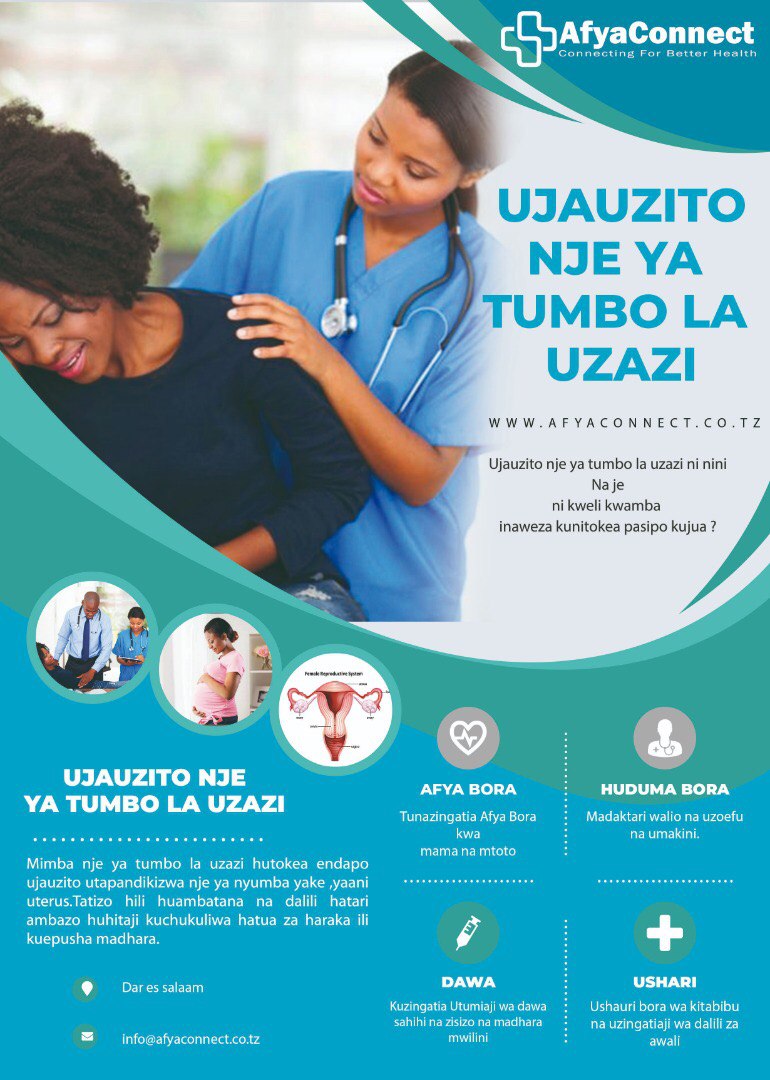 AfyaConnect
Connecting For Better Health
UJAUZITO
NJE YA
TUMBO LA
UZAZI
WWW.AFYACONNECT.CO.TZ
Ujauzito nje ya tumbo la uzazi ni nini
Na je
ni kweli kwamba
inaweza kunitokea pasipo kujua ?
Female Reproductive System
UJAUZITO NJE
YA TUMBO LA UZAZI
Mimba nje ya tumbo la uzazi hutokea endapo
ujauzito utapandikizwa nje ya nyumba yake ,yaani
uterus.Tatizo hili huambatana na dalili hatari
ambazo huhitaji kuchukuliwa hatua za haraka ili
kuepusha madhara.
Dar es salaam
info@afyaconnect.co.tz
AFYA BORA
Tunazingatia Afya Bora
kwa
mama na mtoto
HUDUMA BORA
Madaktari walio na uzoefu
na umakini.
DAWA
Kuzingatia Utumiaji wa dawa
sahihi na zisizo na madhara
mwilini
USHARI
Ushauri bora wa kitabibu
na uzingatiaji wa dalili za
awali